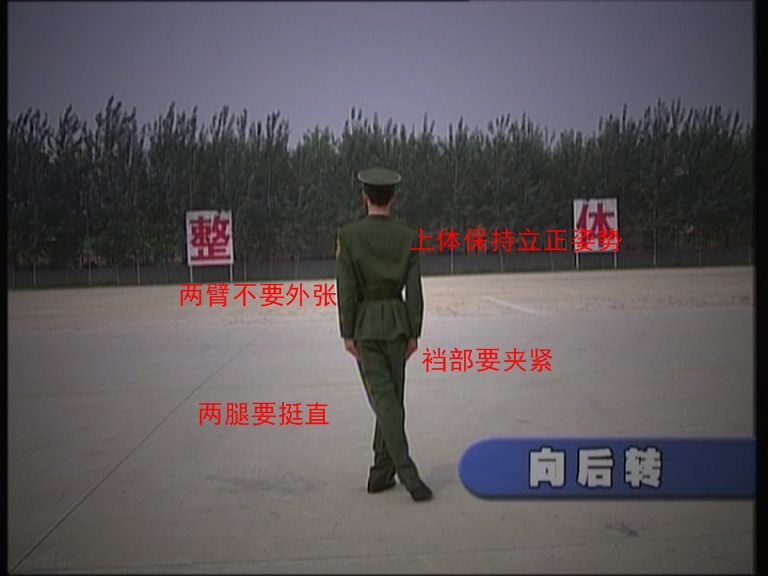 整
体
上体保持立正姿势
两臂不要外张
裆部要夹紧
两腿要挺直
向后转